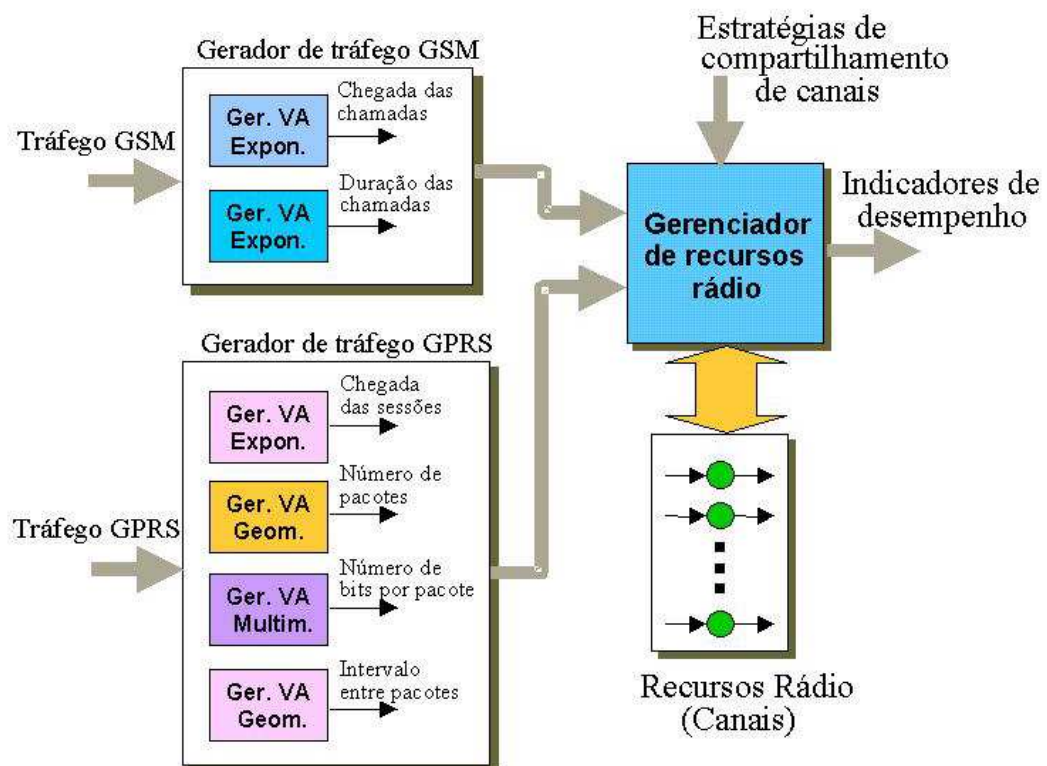 Gerador de tráfego GSM
Tráfego GSM
Ger. VA
Expon.
Chegada das
chamadas
Ger. VA
Expon.
Duração das
chamadas
Estratégias de
compartilhamento
de canais
Gerenciador
de recursos
rádio
Indicadores de
desempenho
Gerador de tráfego GPRS
Tráfego GPRS
Ger. VA
Expon.
Chegada
das sessões
Ger. VA
Geom.
Número de
pacotes
Ger. VA
Multim.
Número de
bits por pacote
Ger. VA
Geom.
Intervalo
entre pacotes
Recursos Rádio
(Canais)